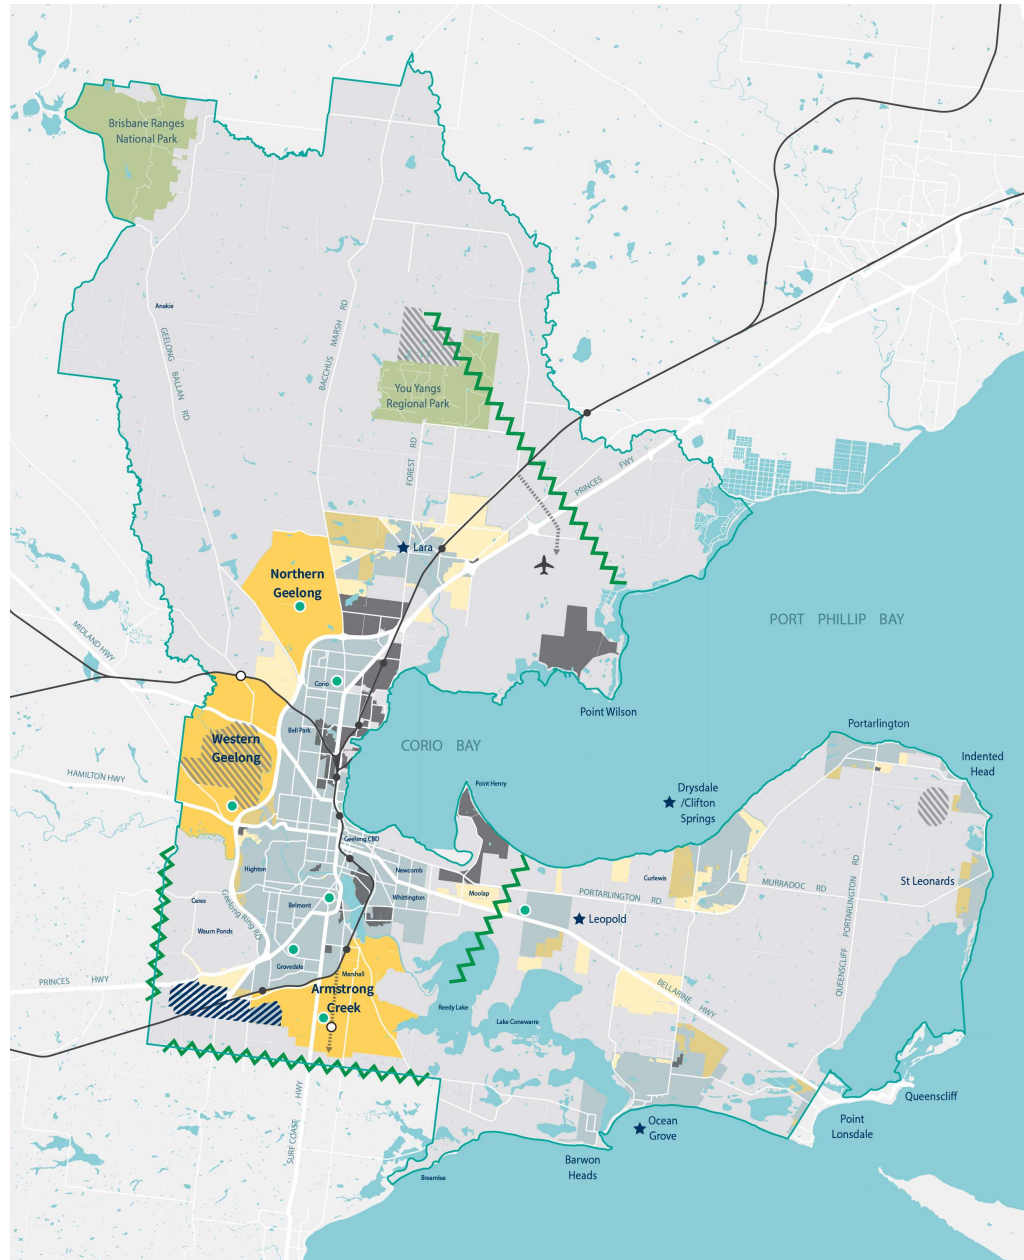 Brisbane Ranges
National Park
Anakie
GEELONG BALLAN RD
BACCHUS MARSH RD
You Yangs
Regional Park
FOREST RD
PRINCES FWY
Lara
Northern
Geelong
MIDLAND HWY
PORT PHILLIP BAY
Corio
Point Wilson
Portarlington
Bell Park
Western
Geelong
CORIO BAY
Indented
Head
HAMILTON HWY
Point Henry
Drysdale
/Clifton
Springs
Geelong CBD
Highton
Newcomb
Curlewis
MURRADOC RD
St Leonards
Ceres
Geelong Ring RD
Belmont
Whittington
Moolap
PORTARLINGTON RD
QUEENSCLIFF PORTARLINGTON RD
Leopold
Waurn Ponds
Grovedale
Marshall
PRINCES HWY
Armstrong
Creek
Reedy Lake
Lake Conewarre
BELLARINE HWY
SURF COAST HWY
Queenscliff
Point
Lonsdale
Ocean
Grove
Barwon
Heads
Breamlea